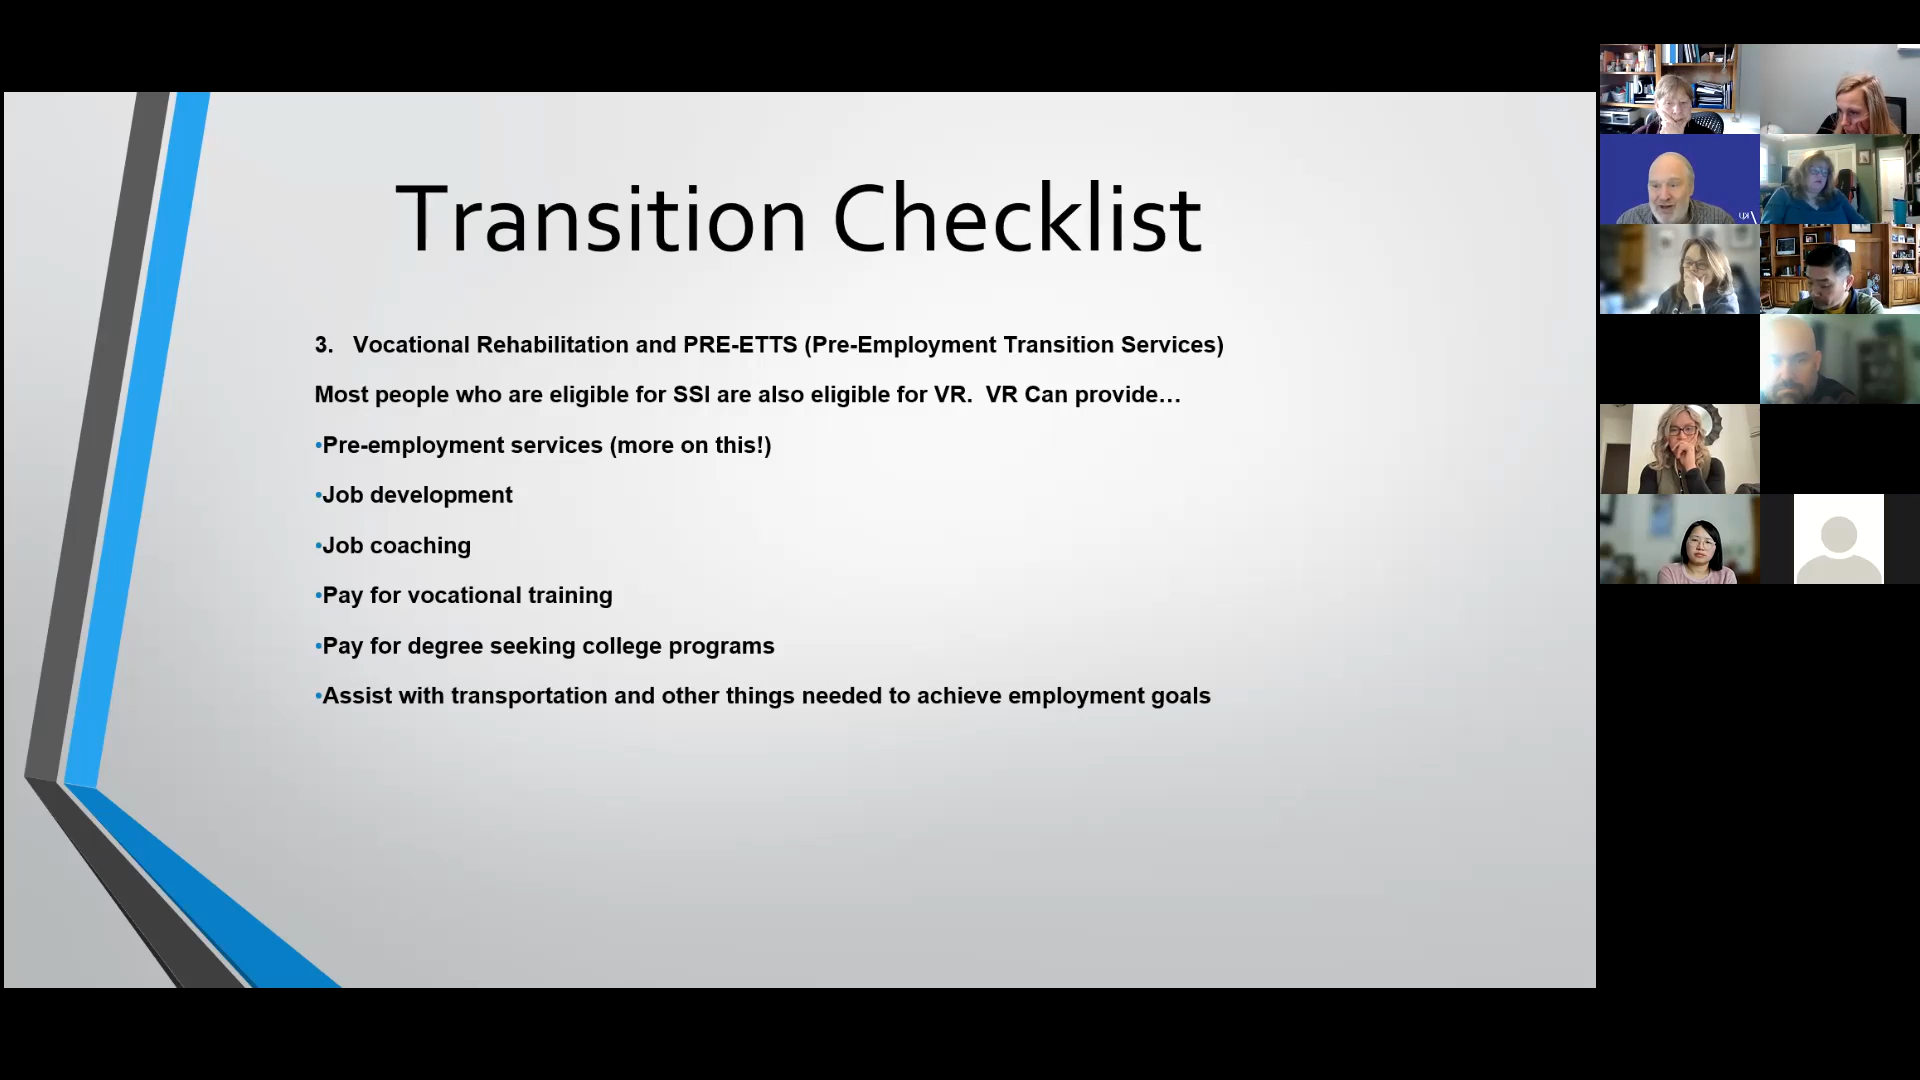 Transition Checklist
3. Vocational Rehabilitation and PRE-ETTS (Pre-Employment Transition Services)
Most people who are eligible for SSI are also eligible for VR. VR Can provide…
•Pre-employment services (more on this!)
•Job development
•Job coaching
•Pay for vocational training
•Pay for degree seeking college programs
•Assist with transportation and other things needed to achieve employment goals